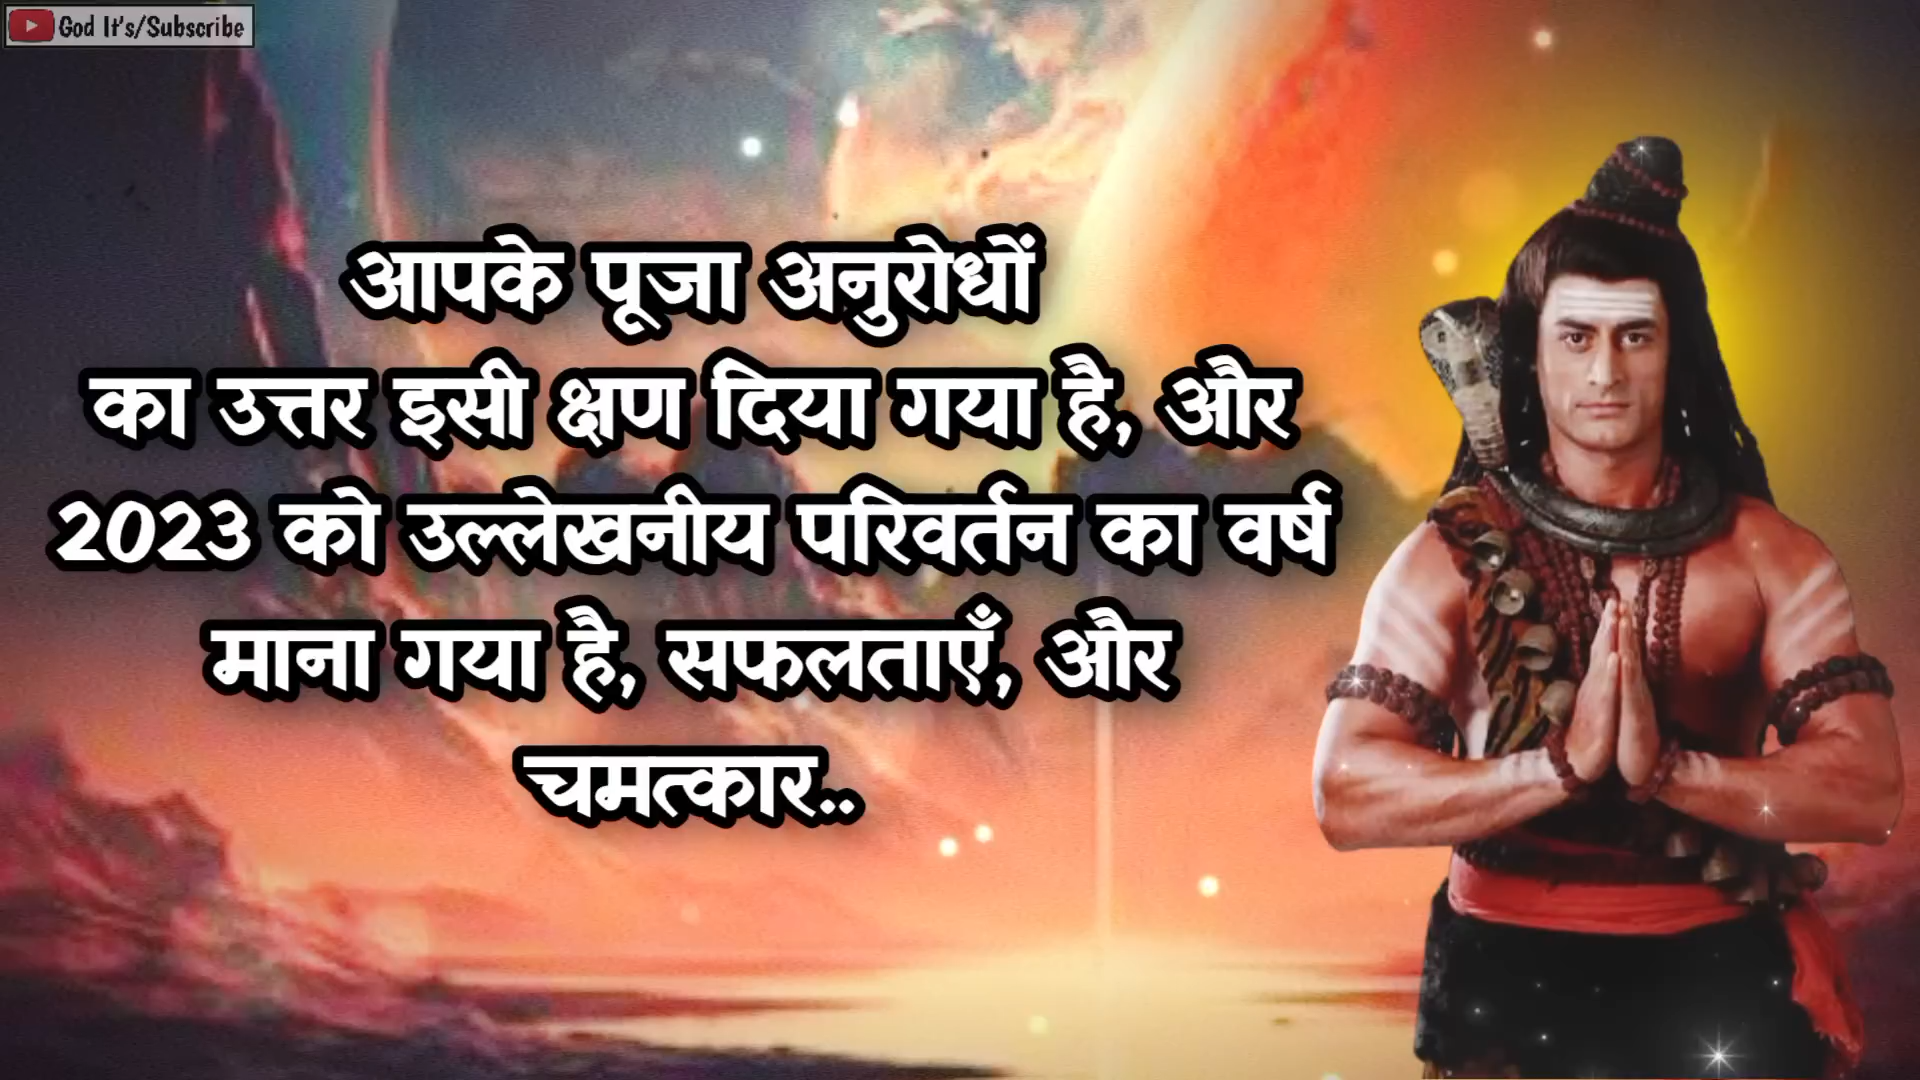 God It's/Subscribe
आपके पूजा अनुरोधों
का उत्तर इसी क्षण दिया गया है, और
2023 को उल्लेखनीय परिवर्तन का वर्ष
माना गया है, सफलताएँ, और
चमत्कार..